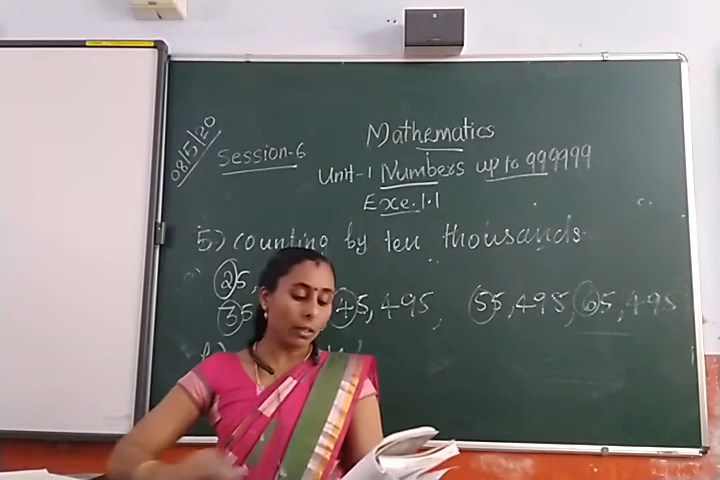 08/5/20
Mathematics
Session-6
Unit-1 Numbers up to 999999
Exe.1.1
5) counting by ten thousands
25,
35 45,495, 55,495, 65,495